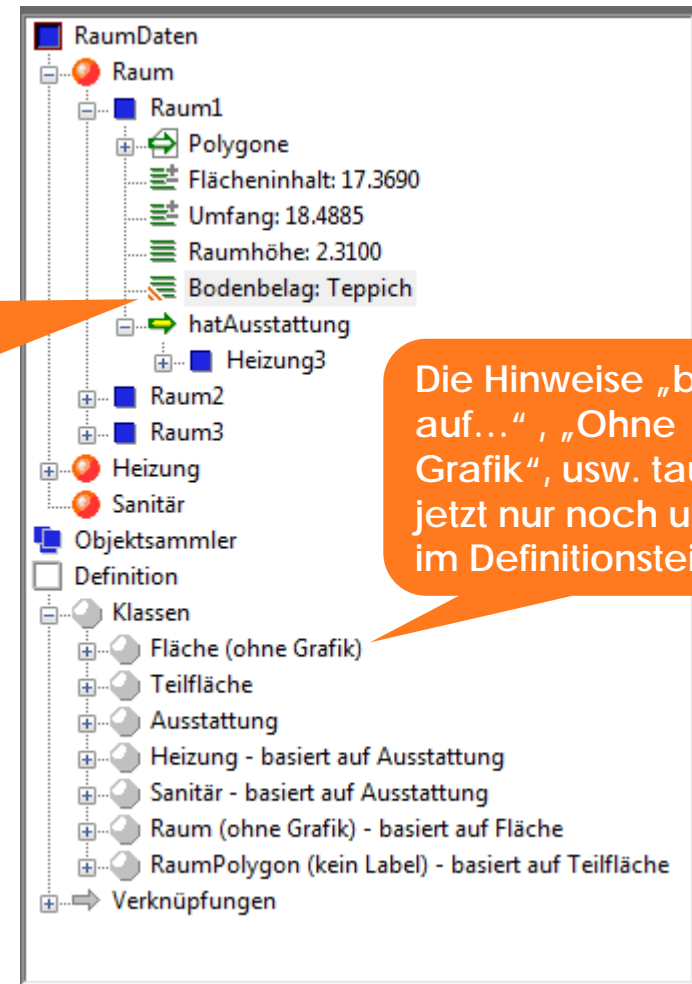 RaumDaten
Raum
Raum1
Polygone
Flächeninhalt: 17.3690
Umfang: 18.4885
Raumhöhe: 2.3100
Bodenbelag: Teppich
hatAusstattung
Heizung3
Raum2
Raum3
Heizung
Sanitär
Objektsammler
Definition
Klassen
Fläche (ohne Grafik)
Teilfläche
Ausstattung
Heizung - basiert auf Ausstattung
Sanitär - basiert auf Ausstattung
Raum (ohne Grafik) - basiert auf Fläche
RaumPolygon (kein Label) - basiert auf Teilfläche
Verknüpfungen
Die Hinweise „b
auf…“ , „Ohne
Grafik“, usw. ta
jetzt nur noch u
im Definitionstei